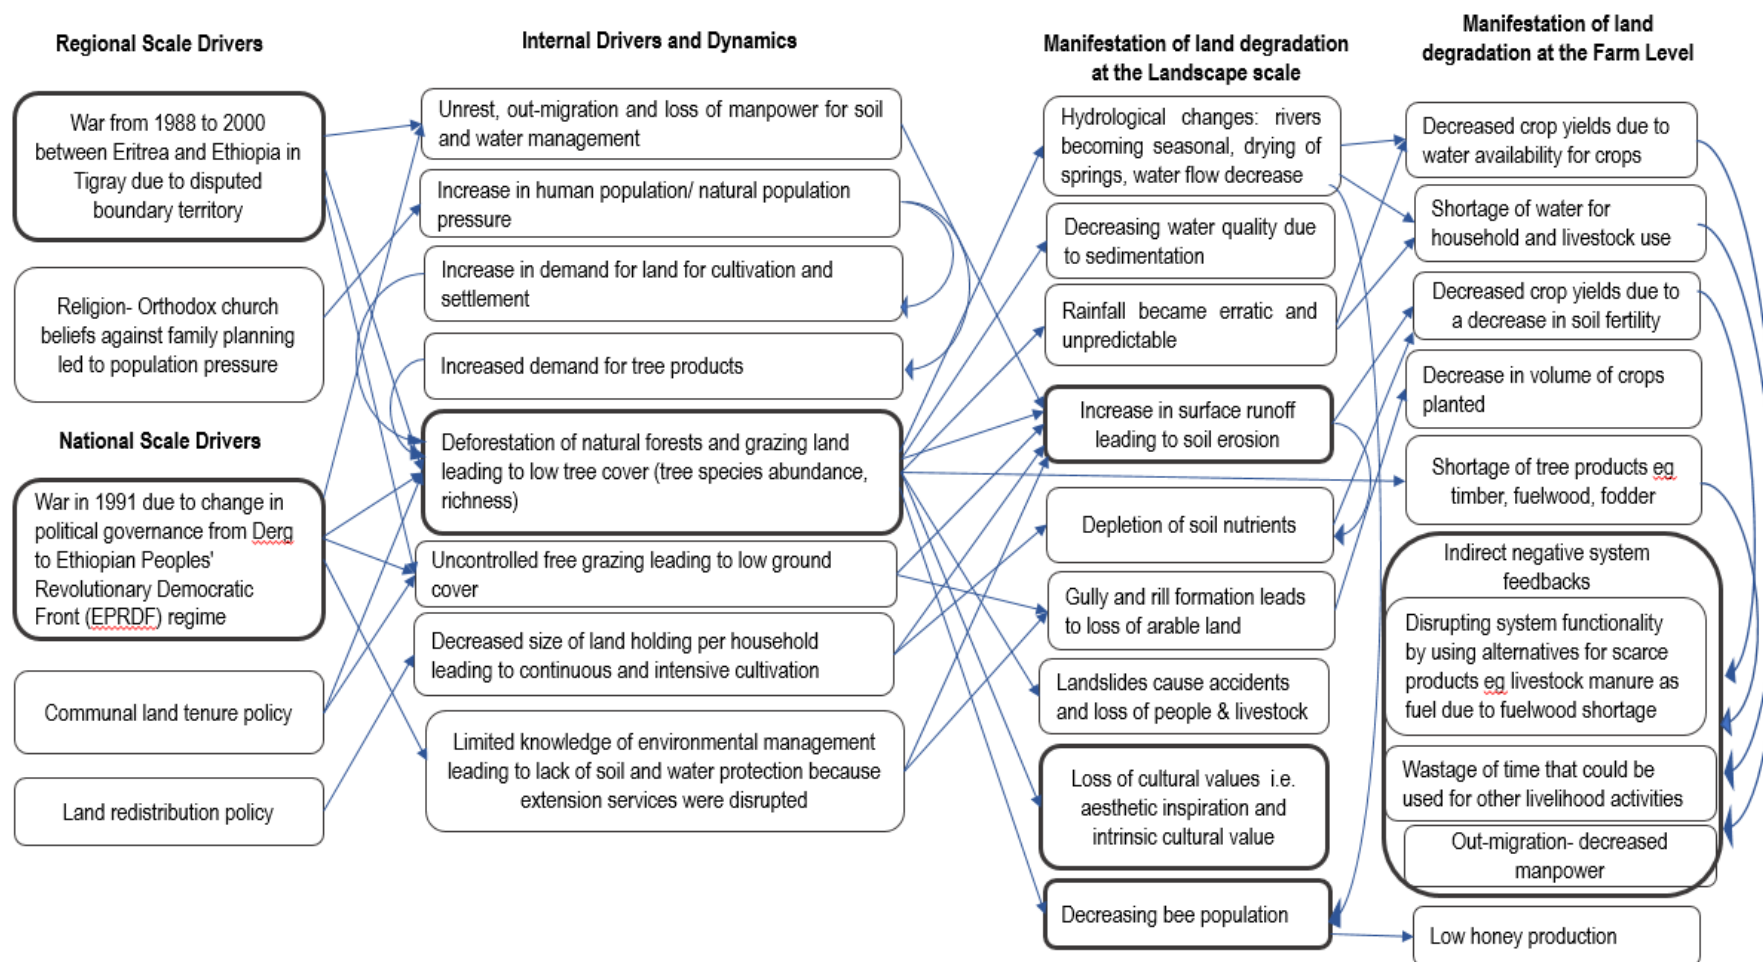 Regional Scale Drivers
War from 1988 to 2000
between Eritrea and Ethiopia in
Tigray due to disputed
boundary territory
Religion- Orthodox church
beliefs against family planning
led to population pressure
National Scale Drivers
War in 1991 due to change in
political governance from Derg
to Ethiopian Peoples'
Revolutionary Democratic
Front (EPRDF) regime
Communal land tenure policy
Land redistribution policy
Internal Drivers and Dynamics
Unrest, out-migration and loss of manpower for soil
and water management
Increase in human population/ natural population
pressure
Increase in demand for land for cultivation and
settlement
Increased demand for tree products
Deforestation of natural forests and grazing land
leading to low tree cover (tree species abundance,
richness)
Uncontrolled free grazing leading to low ground
cover
Decreased size of land holding per household
leading to continuous and intensive cultivation
Limited knowledge of environmental management
leading to lack of soil and water protection because
extension services were disrupted
Manifestation of land degradation
at the Landscape scale
Hydrological changes: rivers
becoming seasonal, drying of
springs, water flow decrease
Decreasing water quality due
to sedimentation
Rainfall became erratic and
unpredictable
Increase in surface runoff
leading to soil erosion
Depletion of soil nutrients
Gully and rill formation leads
to loss of arable land
Landslides cause accidents
and loss of people & livestock
Loss of cultural values i.e.
aesthetic inspiration and
intrinsic cultural value
Decreasing bee population
Manifestation of land
degradation at the Farm Level
Decreased crop yields due to
water availability for crops
Shortage of water for
household and livestock use
Decreased crop yields due to
a decrease in soil fertility
Decrease in volume of crops
planted
Shortage of tree products eg
timber, fuelwood, fodder
Indirect negative system
feedbacks
Disrupting system functionality
by using alternatives for scarce
products eg livestock manure as
fuel due to fuelwood shortage
Wastage of time that could be
used for other livelihood activities
Out-migration- decreased
manpower
Low honey production